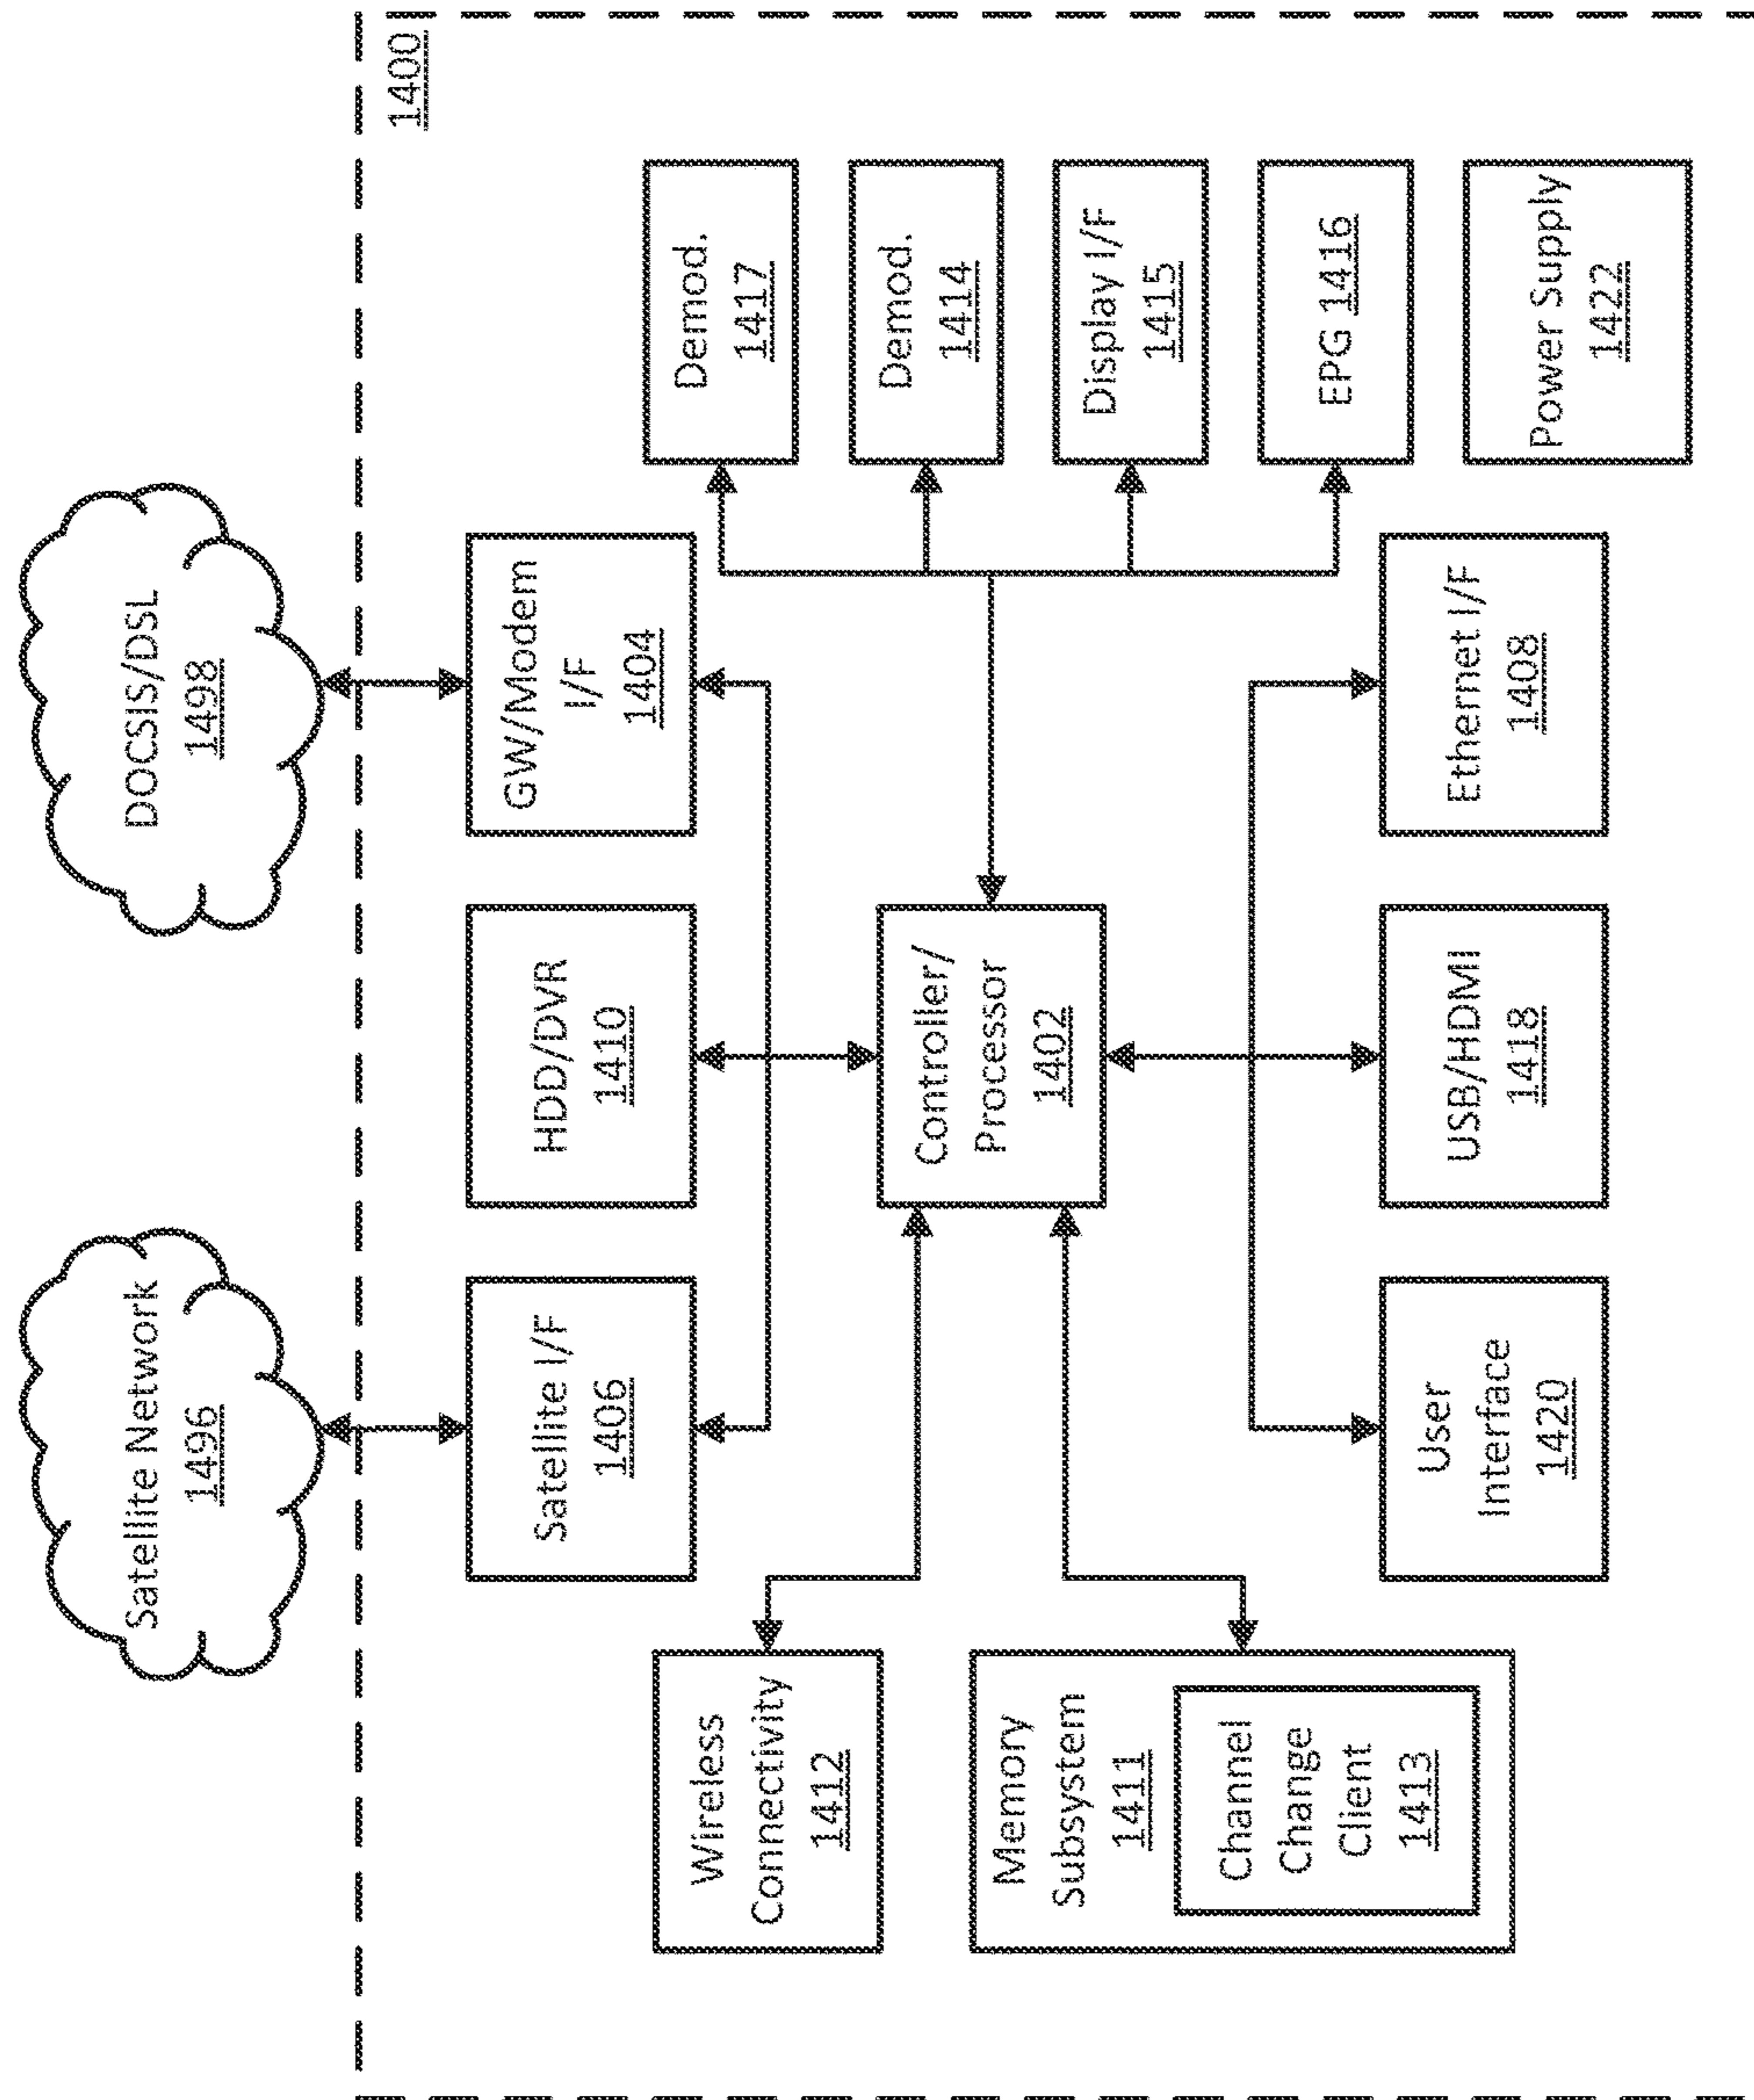 Satellite Network
1496
DOCSIS/DSL
1498
1400
Satellite I/F
1406
HDD/DVR
1410
GW/Modem
I/F
1404
Wireless
Connectivity
1412
Controller/
Processor
1402
Demod.
1417
Demod.
1414
Display I/F
1415
EPG 1416
Memory
Subsystem
1411
Channel
Change
Client
1413
User
Interface
1420
USB/HDMI
1418
Ethernet I/F
1408
Power Supply
1422